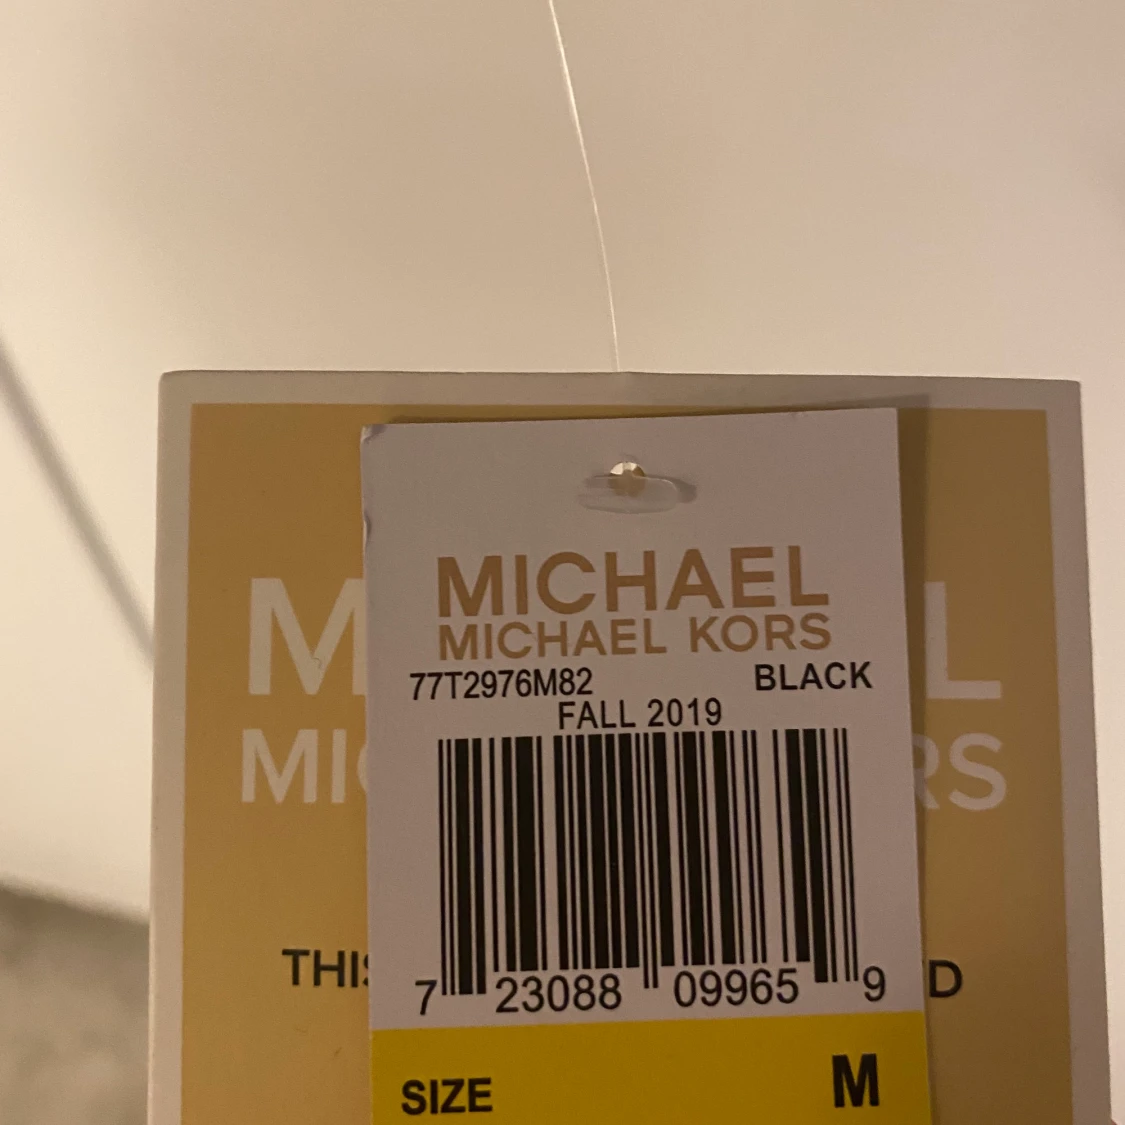 MICHAEL
MICHAEL KORS
77T2976M82 BLACK
FALL 2019
7 23088 09965 9
SIZE M